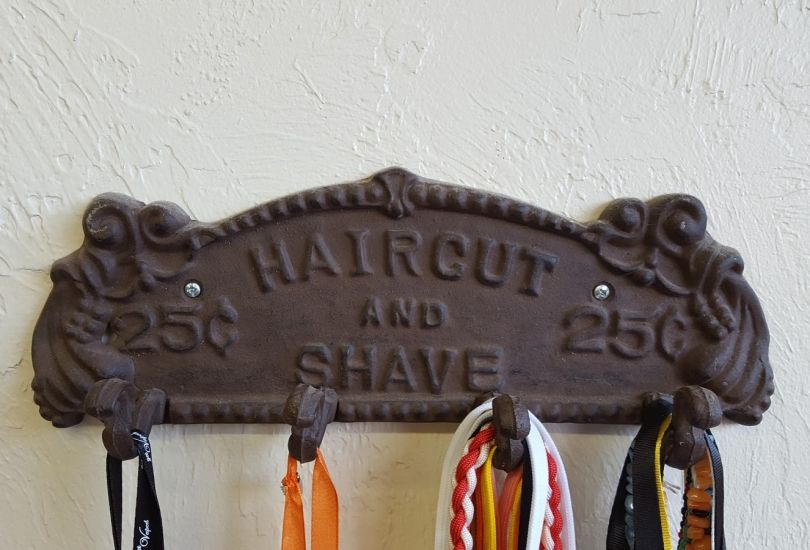 HAIRCUT
AND
25¢ 25¢
SHAVE